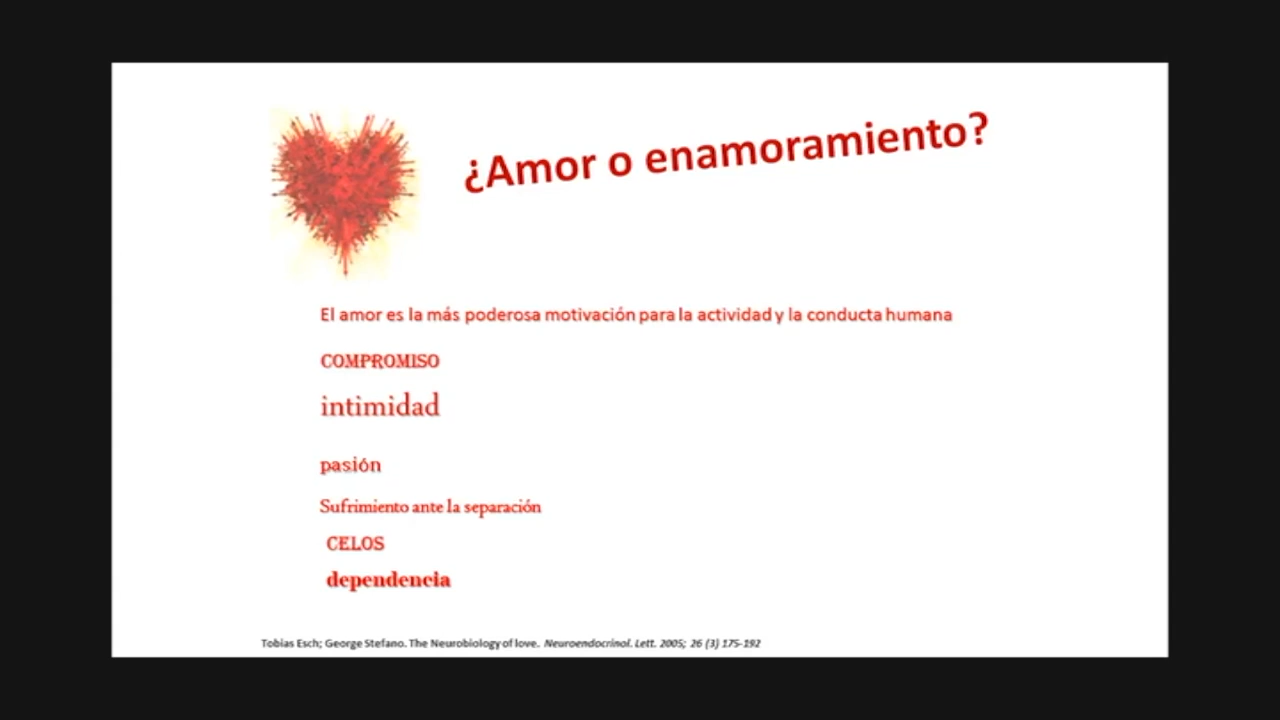 ¿Amor o enamoramiento?
El amor es la más poderosa motivación para la actividad y la conducta humana
COMPROMISO
intimidad
pasión
Sufrimiento ante la separación
CELOS
dependencia
Tobias Esch; George Stefano. The Neurobiology of love. Neuroendocrinol. Lett. 2005; 26 (3) 175-192